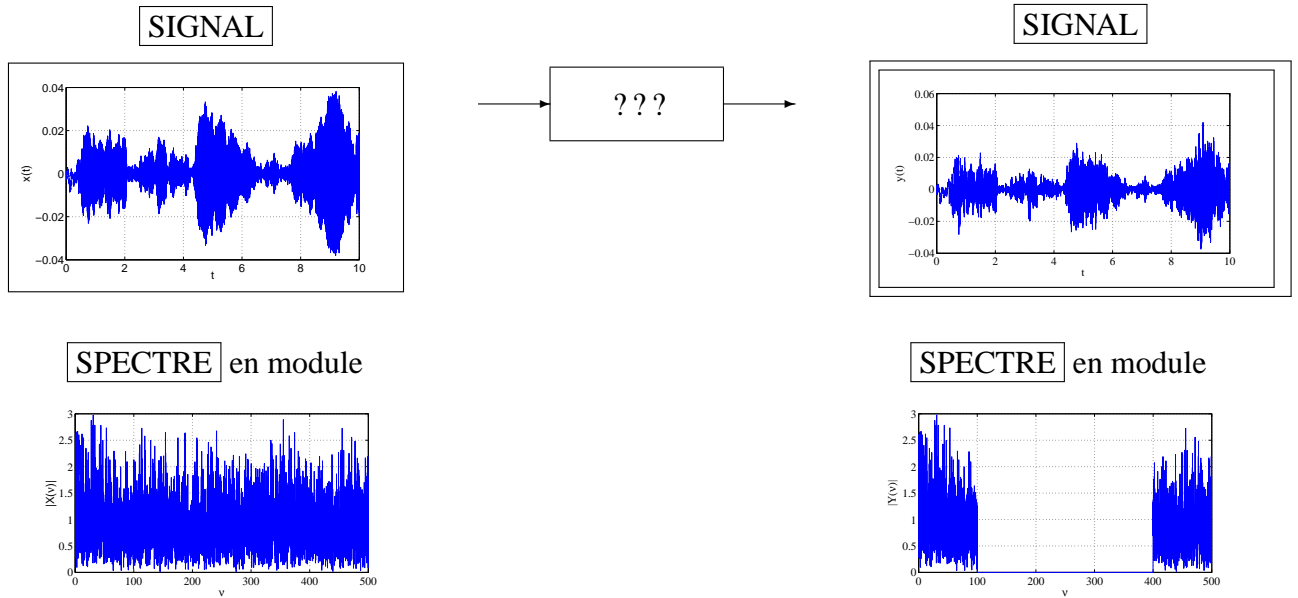 SIGNAL
SIGNAL
0.04
0.02
0
−0.02
−0.04
x(t)
0 2 4 6 8 10
t
? ? ?
0.06
0.04
0.02
0
−0.02
−0.04
y(t)
0 2 4 6 8 10
t
SPECTRE en module
SPECTRE en module
3
2.5
2
1.5
1
0.5
0
|X(ν)|
0 100 200 300 400 500
ν
3
2.5
2
1.5
1
0.5
0
|Y(ν)|
0 100 200 300 400 500
ν